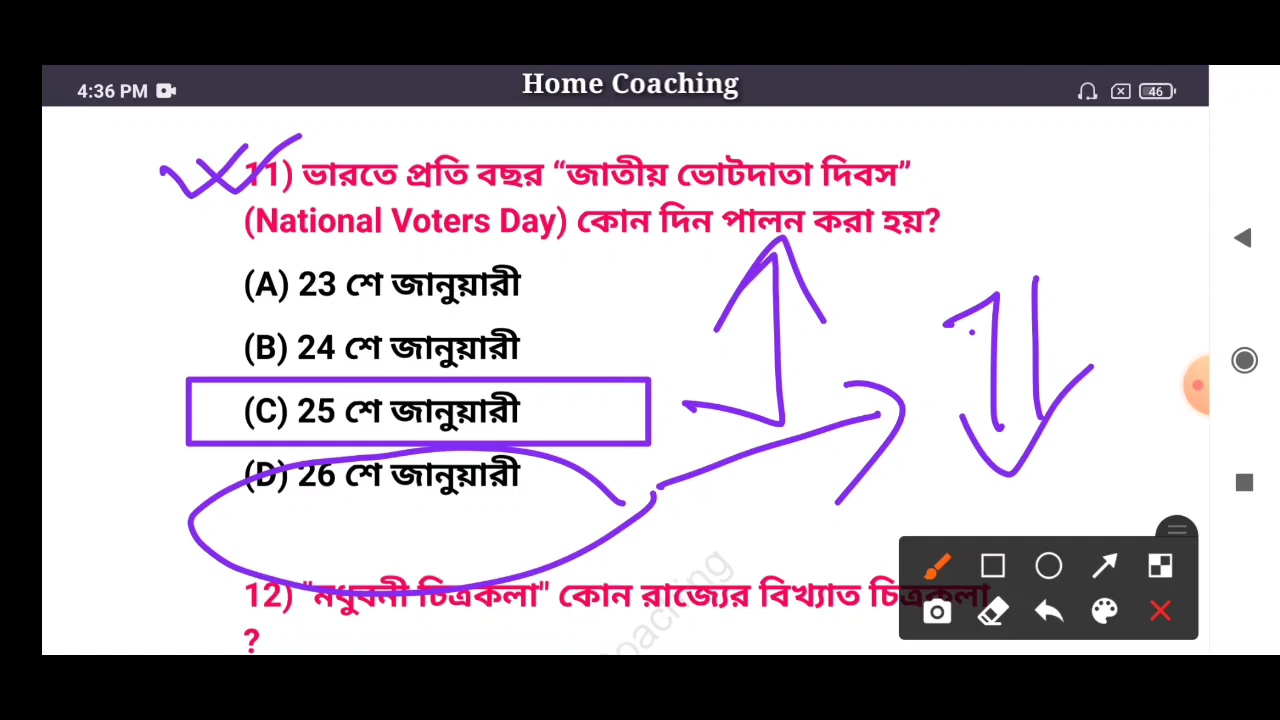 Home Coaching
4:36 PM
46
11) ভারতে প্রতি বছর “জাতীয় ভোটদাতা দিবস”
(National Voters Day) কোন দিন পালন করা হয়?
(A) 23 শে জানুয়ারী
(B) 24 শে জানুয়ারী
(C) 25 শে জানুয়ারী
(D) 26 শে জানুয়ারী
12) "মধুবনী চিত্রকলা" কোন রাজ্যের বিখ্যাত চিত্রকলা
?